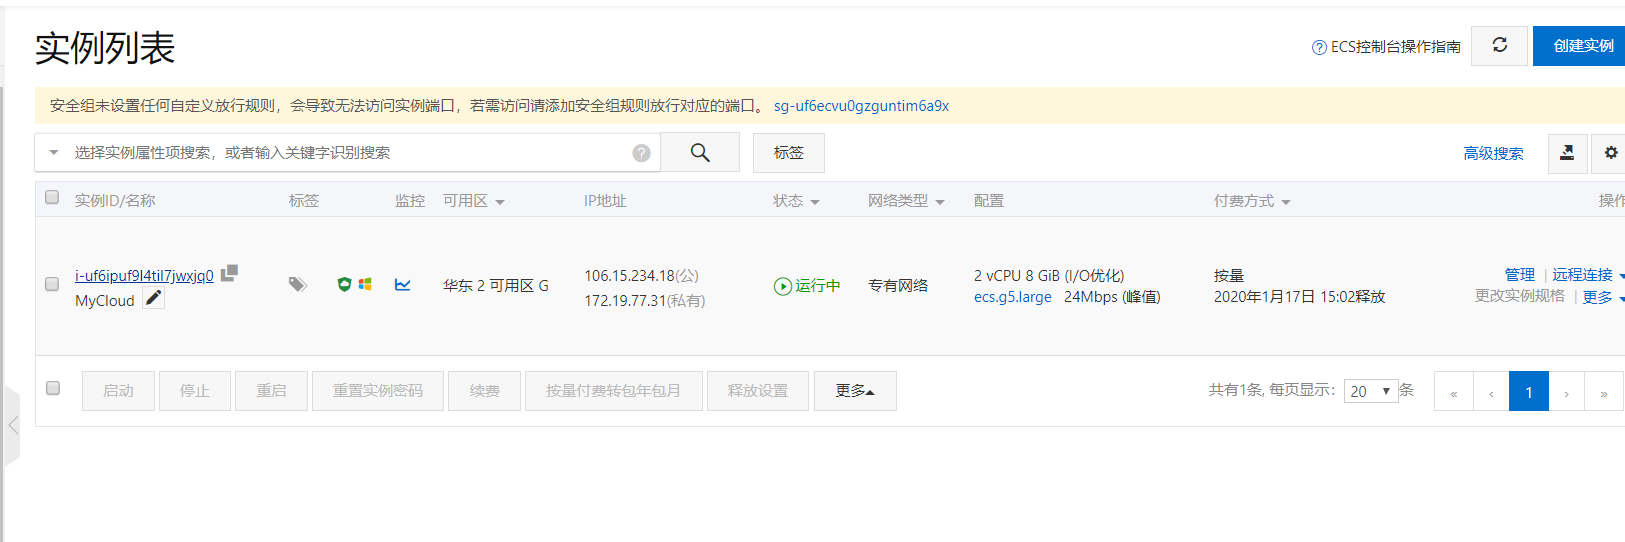 实例列表
ECS控制台操作指南
创建实例
安全组未设置任何自定义放行规则，会导致无法访问实例端口，若需访问请添加安全组规则放行对应的端口。 sg-uf6ecvu0gzguntim6a9x
选择实例属性项搜索，或者输入关键字识别搜索
标签
高级搜索
实例ID/名称 标签 监控 可用区 IP地址 状态 网络类型 配置 付费方式 操作
i-uf6ipuf9l4til7jwxjq0
MyCloud
华东 2 可用区 G
106.15.234.18(公)
172.19.77.31(私有)
运行中
专有网络
2 vCPU 8 GiB (I/O优化)
ecs.g5.large 24Mbps (峰值)
按量
2020年1月17日 15:02释放
管理 | 远程连接
更改实例规格 | 更多
启动 停止 重启 重置实例密码 续费 按量付费转包年包月 释放设置 更多
共有1条, 每页显示： 20 条
« ‹ 1 › »